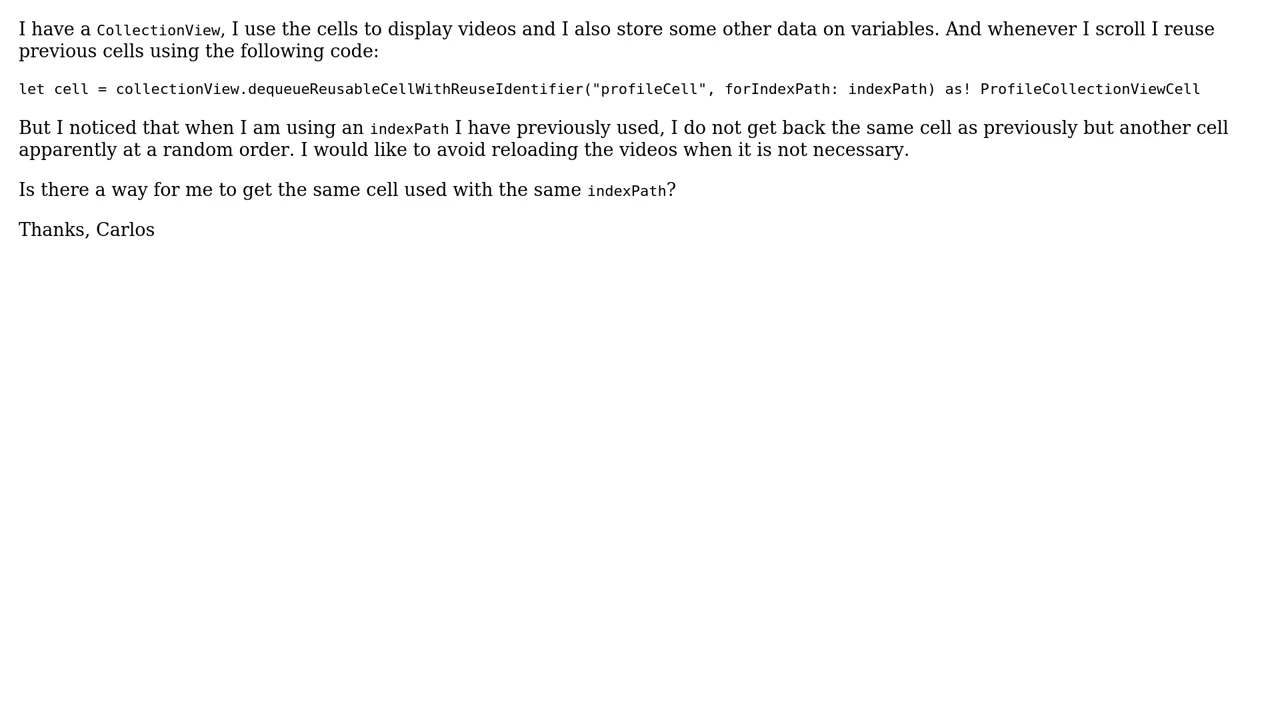 I have a CollectionView, I use the cells to display videos and I also store some other data on variables. And whenever I scroll I reuse
previous cells using the following code:
let cell = collectionView.dequeueReusableCellWithReuseIdentifier("profileCell", forIndexPath: indexPath) as! ProfileCollectionViewCell
But I noticed that when I am using an indexPath I have previously used, I do not get back the same cell as previously but another cell
apparently at a random order. I would like to avoid reloading the videos when it is not necessary.
Is there a way for me to get the same cell used with the same indexPath?
Thanks, Carlos